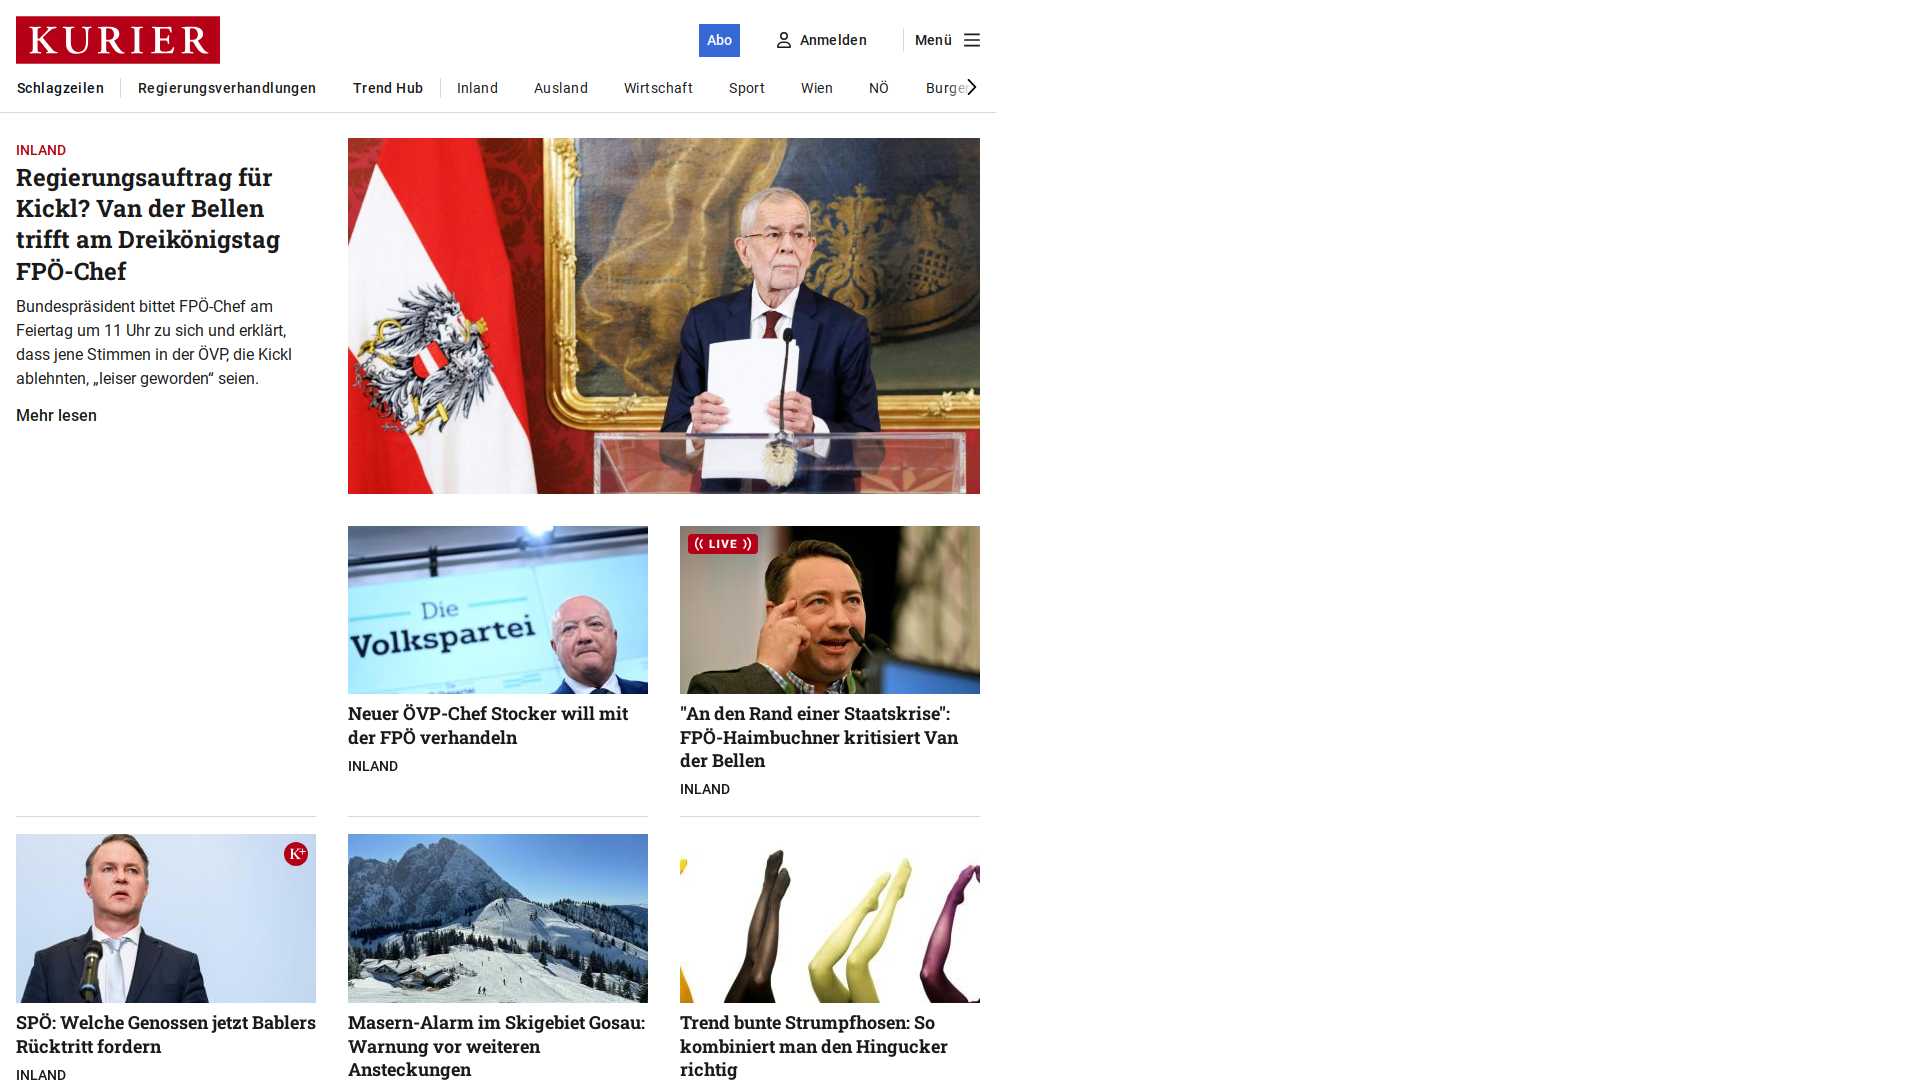 KURIER
Abo
Anmelden
Menü
Schlagzeilen
Regierungsverhandlungen
Trend Hub
Inland
Ausland
Wirtschaft
Sport
Wien
NÖ
INLAND
Regierungsauftrag für
Kickl? Van der Bellen
trifft am Dreikönigstag
FPÖ-Chef
Bundespräsident bittet FPÖ-Chef am
Feiertag um 11 Uhr zu sich und erklärt,
dass jene Stimmen in der ÖVP, die Kickl
ablehnten, „leiser geworden“ seien.
Mehr lesen
Die
Volkspartei
Neuer ÖVP-Chef Stocker will mit
der FPÖ verhandeln
INLAND
LIVE
"An den Rand einer Staatskrise":
FPÖ-Haimbuchner kritisiert Van
der Bellen
INLAND
K+
SPÖ: Welche Genossen jetzt Bablers
Rücktritt fordern
INLAND
Masern-Alarm im Skigebiet Gosau:
Warnung vor weiteren
Ansteckungen
Trend bunte Strumpfhosen: So
kombiniert man den Hingucker
richtig